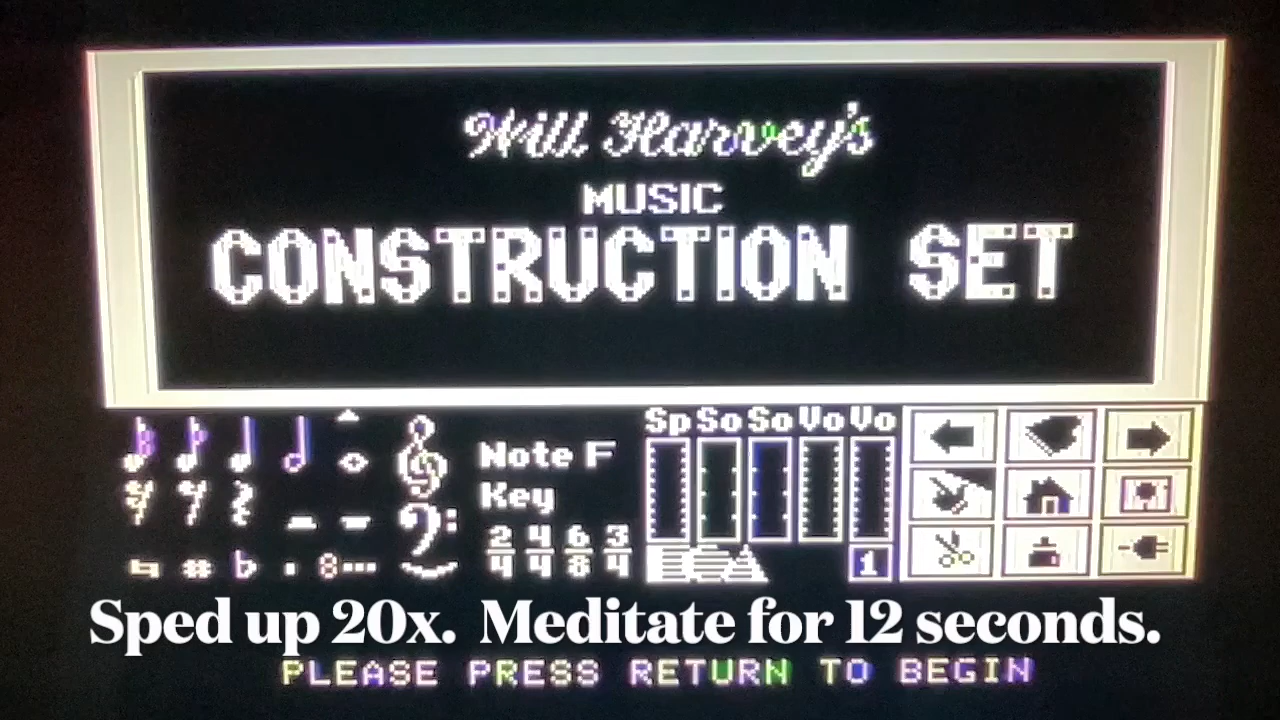 Will Harvey's
MUSIC
CONSTRUCTION SET
Sp So So Vo Vo
Note F
Key
2/4 4/4 6/8 3/4
1
Sped up 20x. Meditate for 12 seconds.
PLEASE PRESS RETURN TO BEGIN